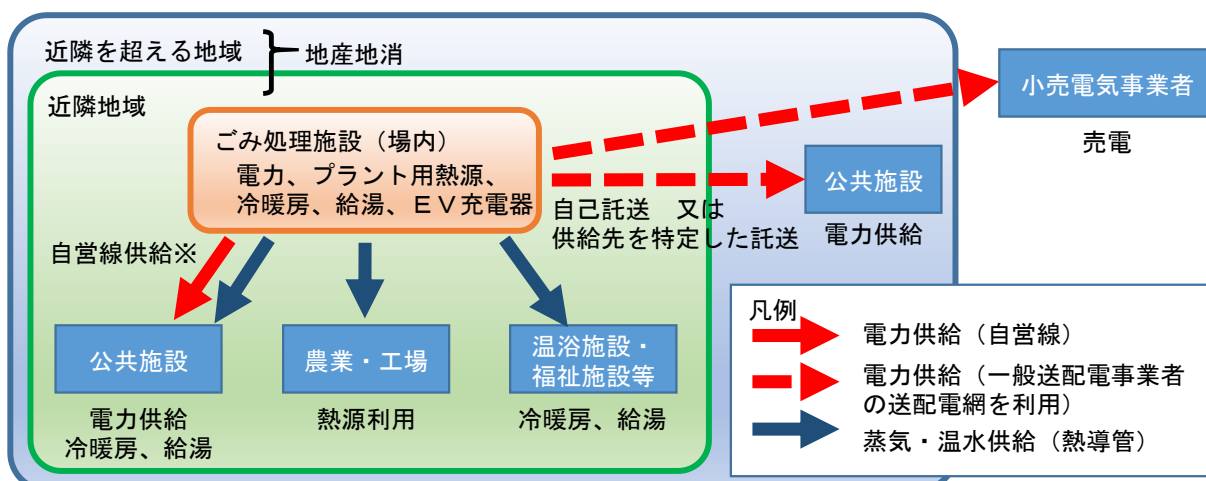 近隣を超える地域
地産地消
近隣地域
ごみ処理施設（場内）
電力、プラント用熱源、
冷暖房、給湯、ＥＶ充電器
小売電気事業者
売電
公共施設
電力供給
自己託送　又は
供給先を特定した託送
自営線供給※
公共施設
電力供給
冷暖房、給湯
農業・工場
熱源利用
温浴施設・
福祉施設等
冷暖房、給湯
凡例
電力供給（自営線）
電力供給（一般送配電事業者
の送配電網を利用）
蒸気・温水供給（熱導管）